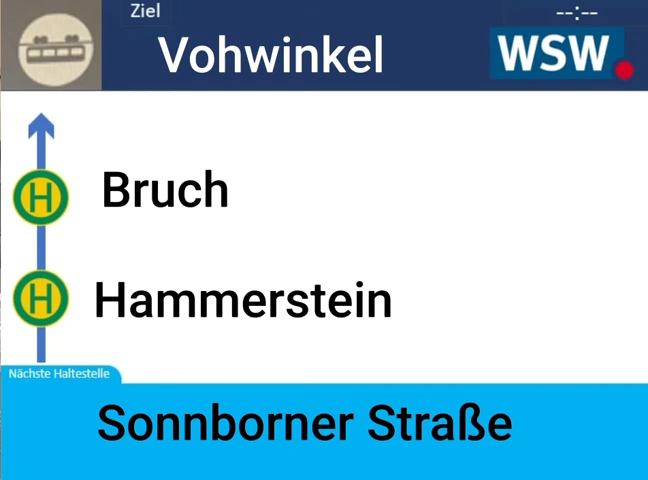 Ziel
--:--
Vohwinkel
WSW.
H
Bruch
H
Hammerstein
Nächste Haltestelle
Sonnborner Straße